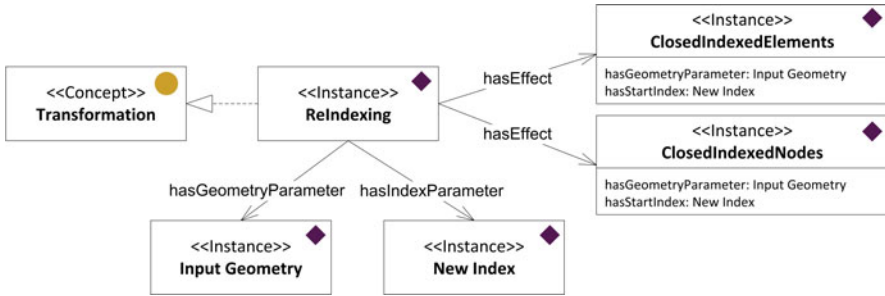 <<Concept>>
Transformation
<<Instance>>
ReIndexing
hasEffect
hasEffect
<<Instance>>
ClosedIndexedElements
hasGeometryParameter: Input Geometry
hasStartIndex: New Index
<<Instance>>
ClosedIndexedNodes
hasGeometryParameter: Input Geometry
hasStartIndex: New Index
hasGeometryParameter
hasIndexParameter
<<Instance>>
Input Geometry
<<Instance>>
New Index